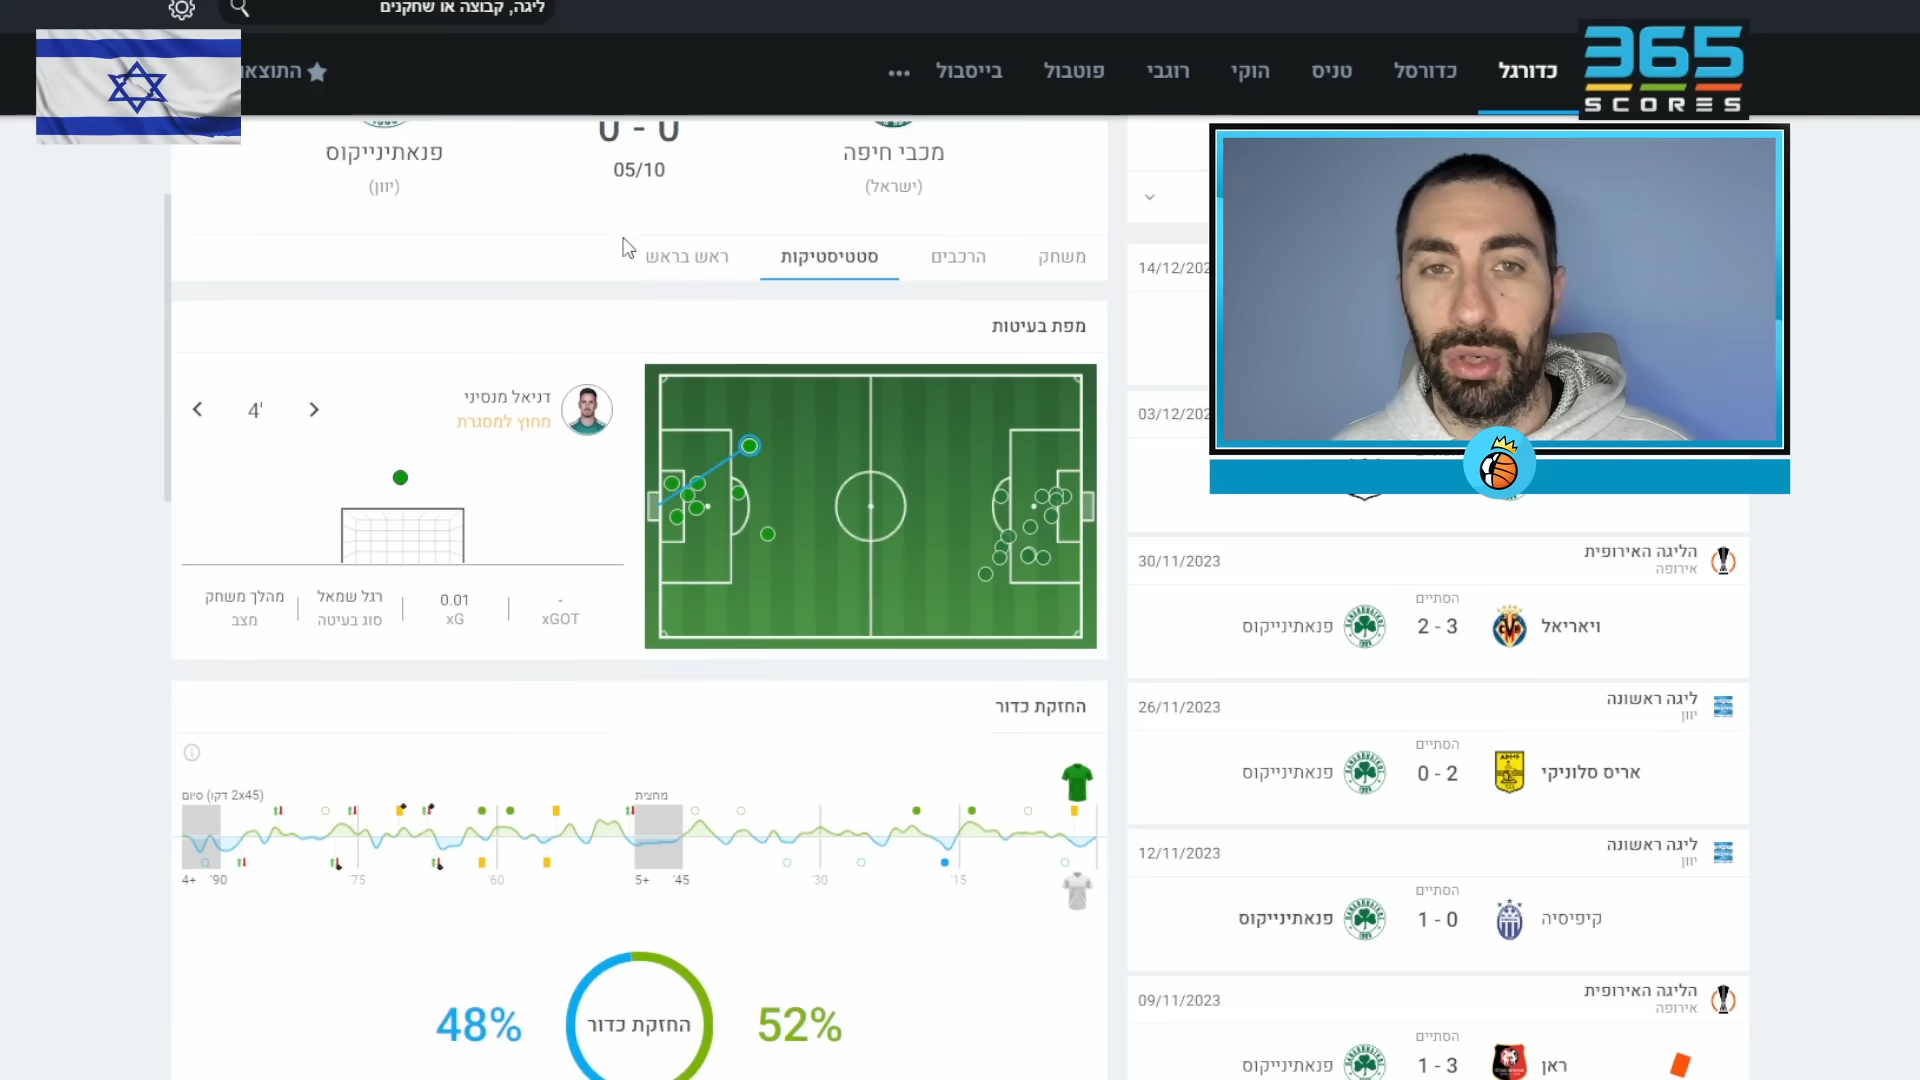 ליגה, קבוצה או שחקנים
365
SCORES
כדורגל
כדורסל
טניס
הוקי
רוגבי
פוטבול
בייסבול
התוצאו
0 - 0
מכבי חיפה
פנאתינייקוס
05/10
(ישראל)
(יוון)
משחק
הרכבים
סטטיסטיקות
ראש בראש
מפת בעיטות
דניאל מנסיני
מחוץ למסגרת
4'
-
xGOT
0.01
xG
רגל שמאל
סוג בעיטה
מהלך משחק
מצב
החזקת כדור
מחצית
סיום (2x45 דקו)
15'
30'
45'
5+
60'
75'
90'
4+
48%
החזקת כדור
52%
14/12/202
03/12/202
הליגה האירופית
אירופה
30/11/2023
הסתיים
ויאריאל
2 - 3
פנאתינייקוס
ליגה ראשונה
יוון
26/11/2023
הסתיים
אריס סלוניקי
0 - 2
פנאתינייקוס
ליגה ראשונה
יוון
12/11/2023
הסתיים
קיפיסיה
1 - 0
פנאתינייקוס
הליגה האירופית
אירופה
09/11/2023
הסתיים
ראן
1 - 3
פנאתינייקוס